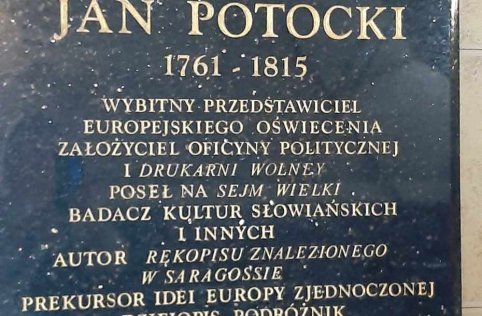 JAN POTOCKI
1761 - 1815
WYBITNY PRZEDSTAWICIEL
EUROPEJSKIEGO OŚWIECENIA
ZAŁOŻYCIEL OFICYNY POLITYCZNEJ
I DRUKARNI WOLNEY
POSEŁ NA SEJM WIELKI
BADACZ KULTUR SŁOWIAŃSKICH
I INNYCH
AUTOR RĘKOPISU ZNALEZIONEGO
W SARAGOSSIE
PREKURSOR IDEI EUROPY ZJEDNOCZONEJ
DZIEJOPIS PODRÓŻNIK